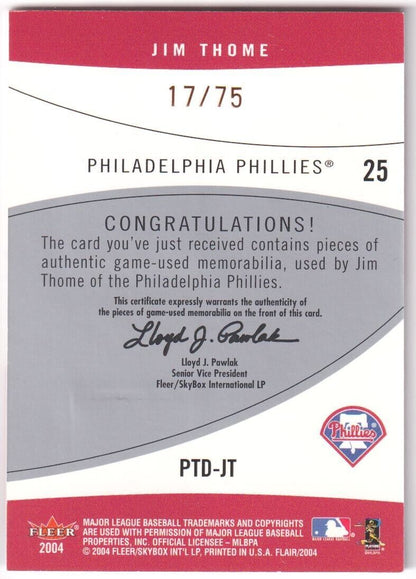 JIM THOME
17/75
PHILADELPHIA PHILLIES® 25
CONGRATULATIONS!
The card you've just received contains pieces of
authentic game-used memorabilia, used by Jim
Thome of the Philadelphia Phillies.
This certificate expressly warrants the authenticity of
the pieces of game-used memorabilia on the front of this card.
Lloyd J. Pawlak
Lloyd J. Pawlak
Senior Vice President
Fleer/SkyBox International LP
Phillies
PTD-JT
FLEER
2004
MAJOR LEAGUE BASEBALL TRADEMARKS AND COPYRIGHTS
ARE USED WITH PERMISSION OF MAJOR LEAGUE BASEBALL
PROPERTIES, INC. OFFICIAL LICENSEE – MLBPA
© 2004 FLEER/SKYBOX INT'L LP, PRINTED IN U.S.A. FLAIR/2004